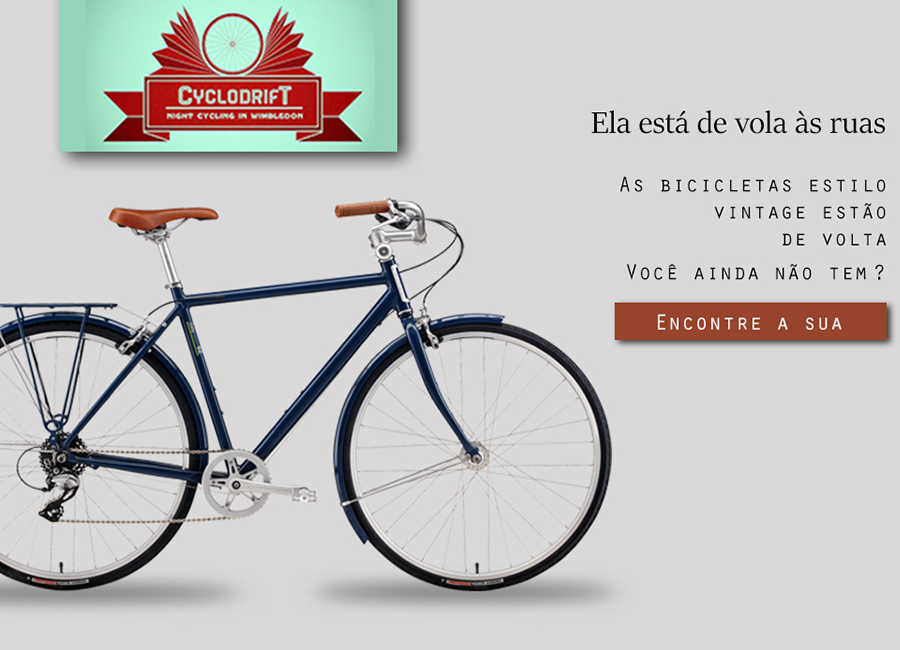 CYCLODRIFT
NIGHT CYCLING IN WIMBLEDON
Ela está de vola às ruas
As bicicletas estilo
vintage estão
de volta
Você ainda não tem?
Encontre a sua